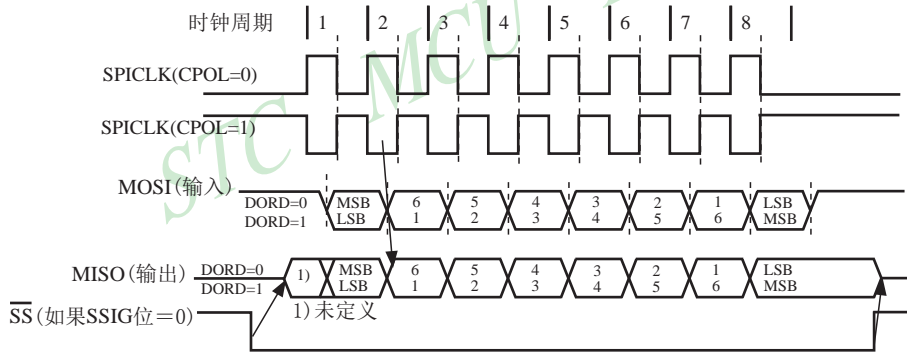 时钟周期 1 2 3 4 5 6 7 8
SPICLK(CPOL=0)
SPICLK(CPOL=1)
MOSI(输入)
DORD=0 MSB 6 5 4 3 2 1 LSB
DORD=1 LSB 1 2 3 4 5 6 MSB
MISO(输出)
DORD=0 1) MSB 6 5 4 3 2 1 LSB
DORD=1 LSB 1 2 3 4 5 6 MSB
1)未定义
SS(如果SSIG位=0)
STC MCU